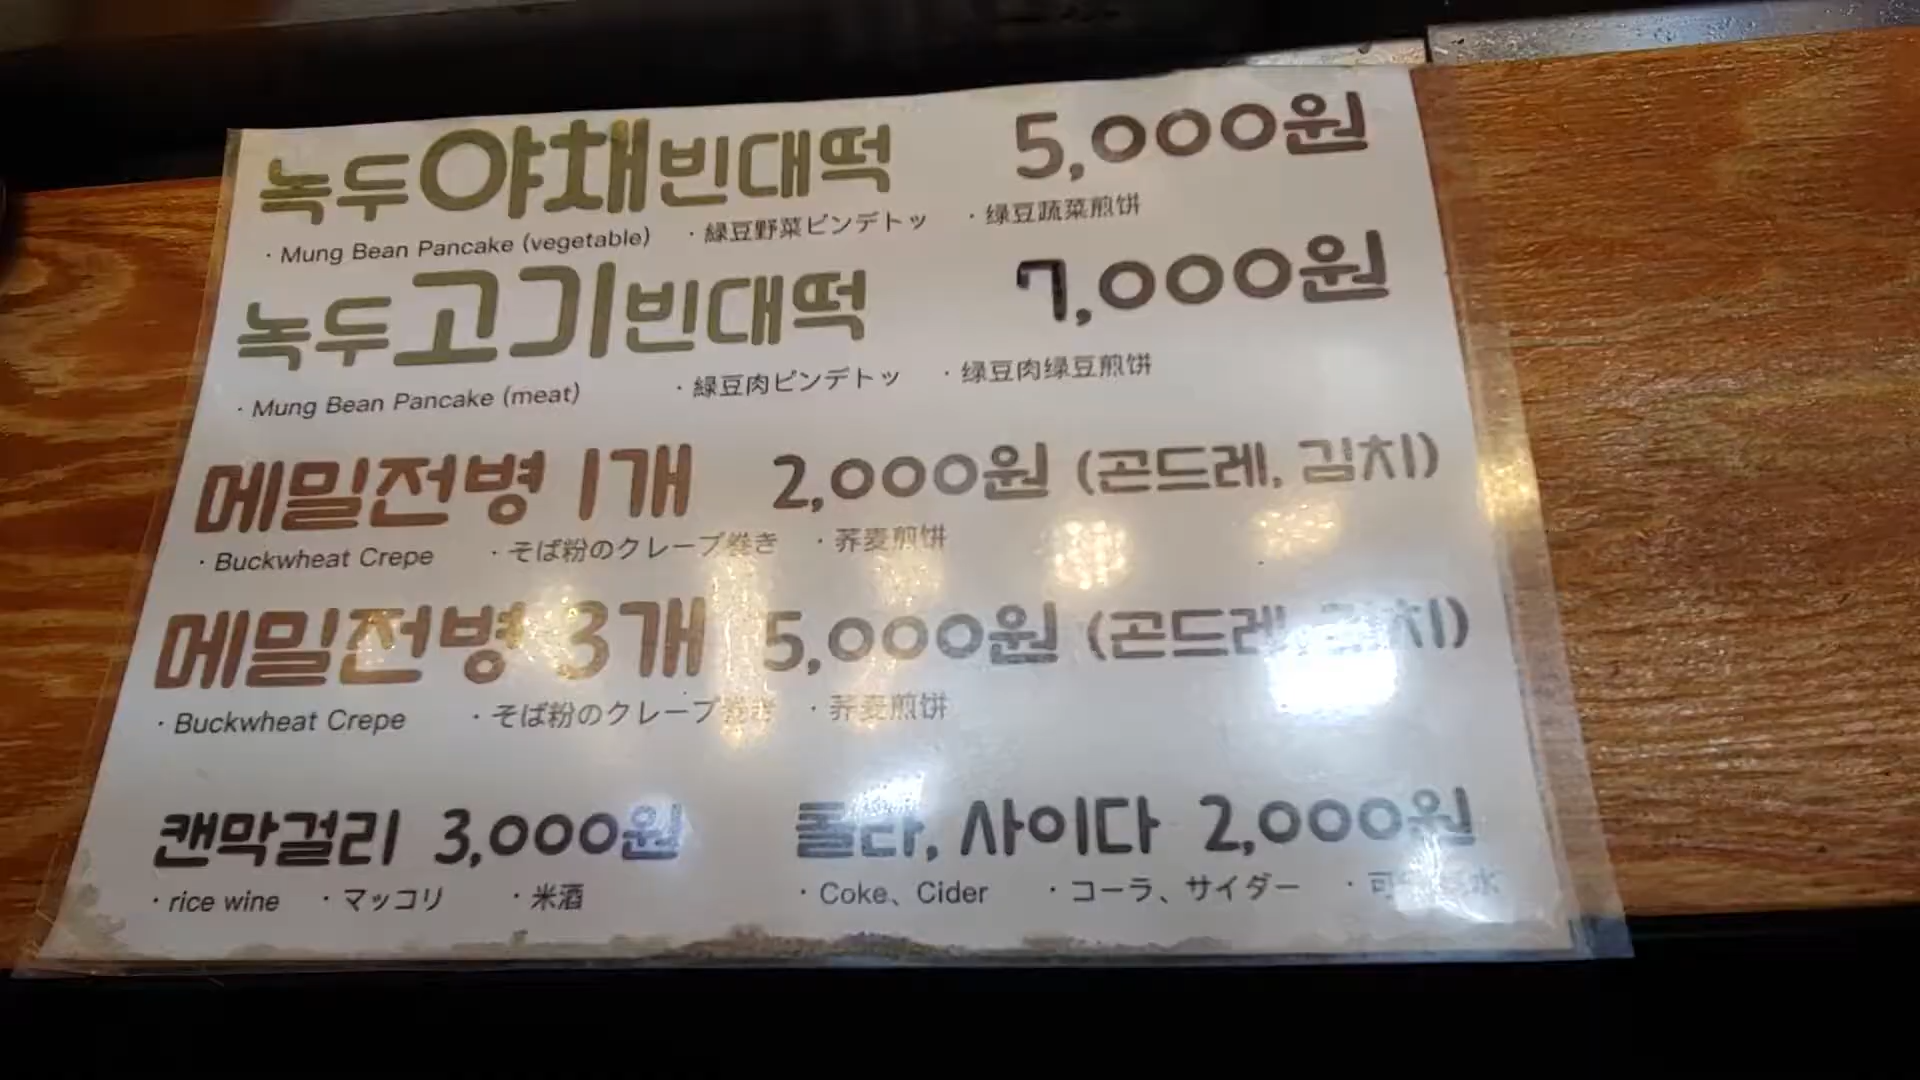 녹두야채빈대떡 5,000원
· Mung Bean Pancake (vegetable) · 緑豆野菜ビンデトッ · 绿豆蔬菜煎饼
녹두고기빈대떡 7,000원
· Mung Bean Pancake (meat) · 緑豆肉ビンデトッ · 绿豆肉绿豆煎饼
메밀전병 1개 2,000원 (곤드레, 김치)
· Buckwheat Crepe · そば粉のクレープ巻き · 荞麦煎饼
메밀전병 3개 5,000원 (곤드레, 김치)
· Buckwheat Crepe · そば粉のクレープ巻き · 荞麦煎饼
캔막걸리 3,000원 콜라, 사이다 2,000원
· rice wine · マッコリ · 米酒 · Coke、Cider · コーラ、サイダー